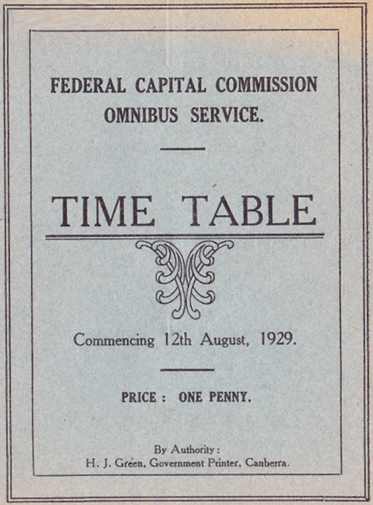 FEDERAL CAPITAL COMMISSION
OMNIBUS SERVICE.
TIME TABLE
Commencing 12th August, 1929.
PRICE : ONE PENNY.
By Authority :
H. J. Green, Government Printer, Canberra.